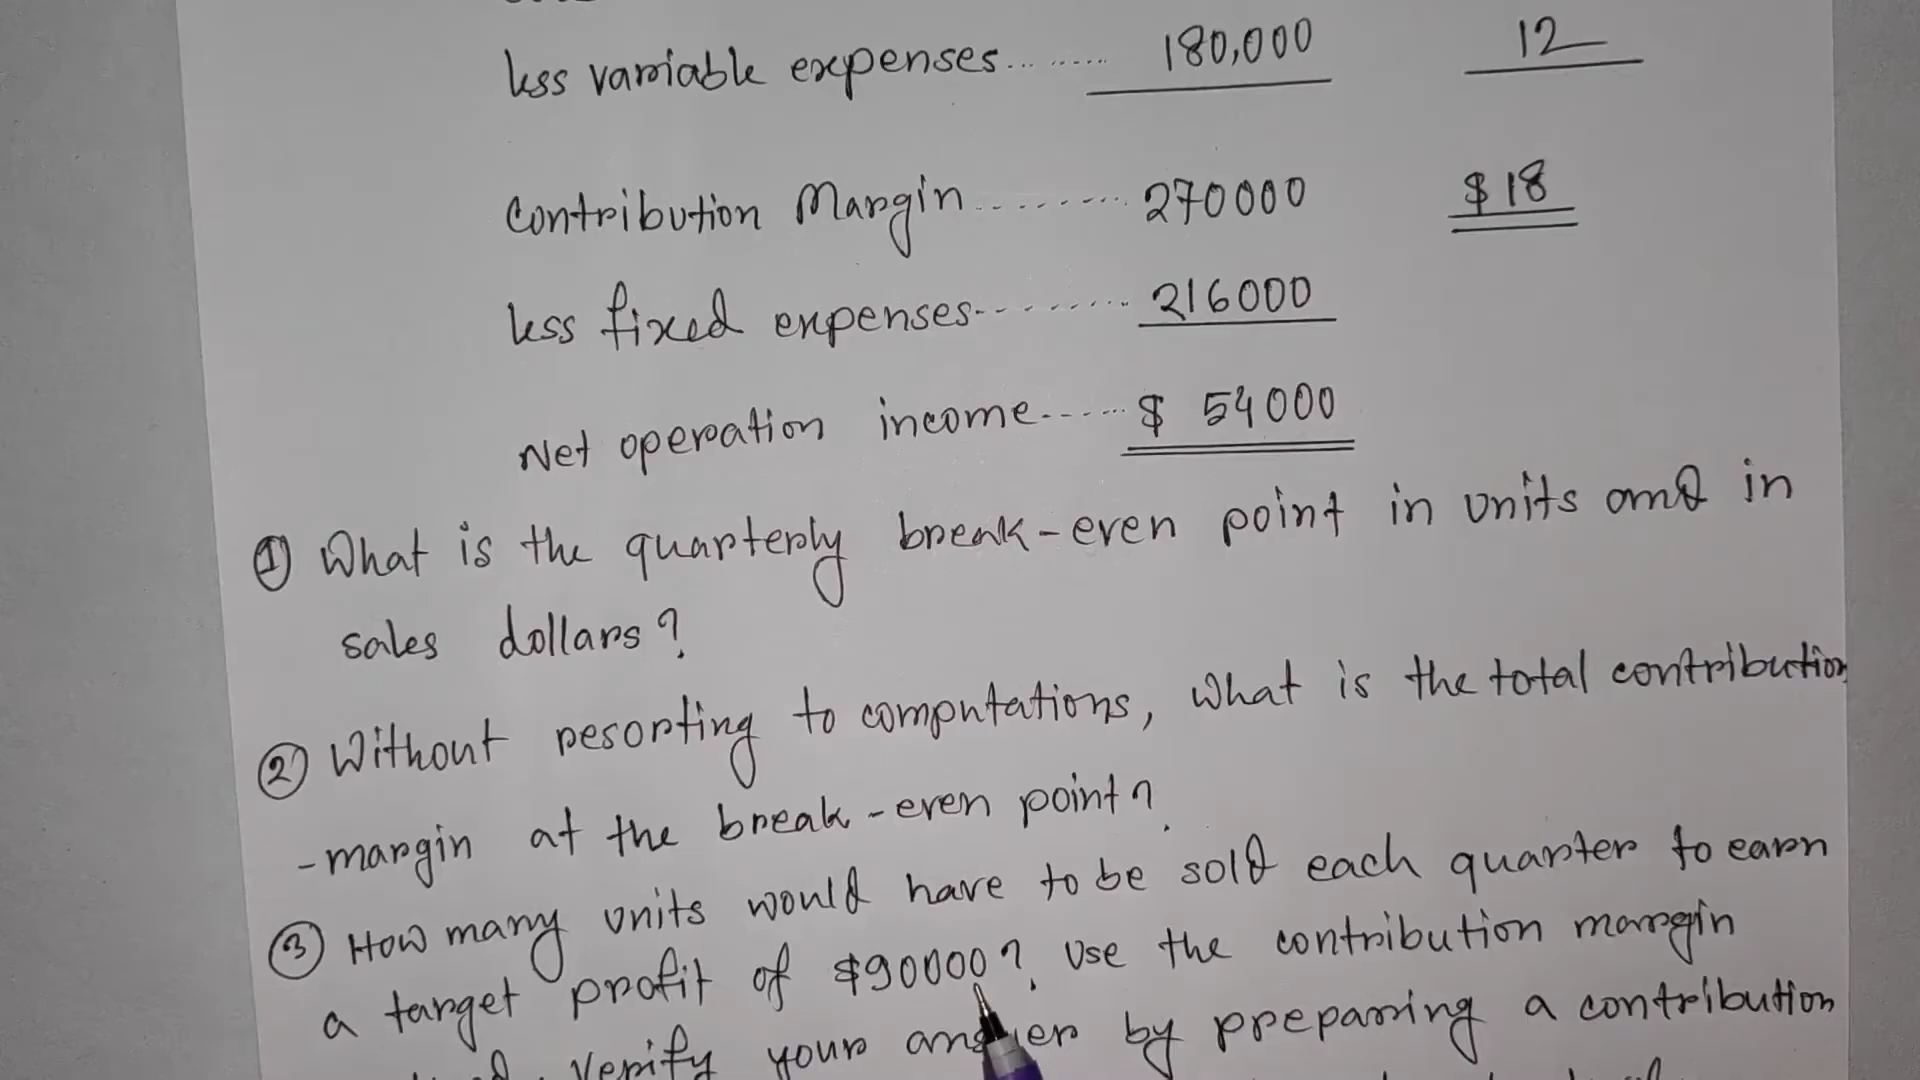 less variable expenses......... 180,000 12
Contribution Margin......... 270000 $18
less fixed expenses......... 216000
Net operation income....... $ 54000
① What is the quarterly break-even point in units and in
sales dollars?
② Without resorting to computations, what is the total contribution
-margin at the break-even point?
③ How many units would have to be sold each quarter to earn
a target profit of $90000? Use the contribution margin
Verify your answer by preparing a contribution